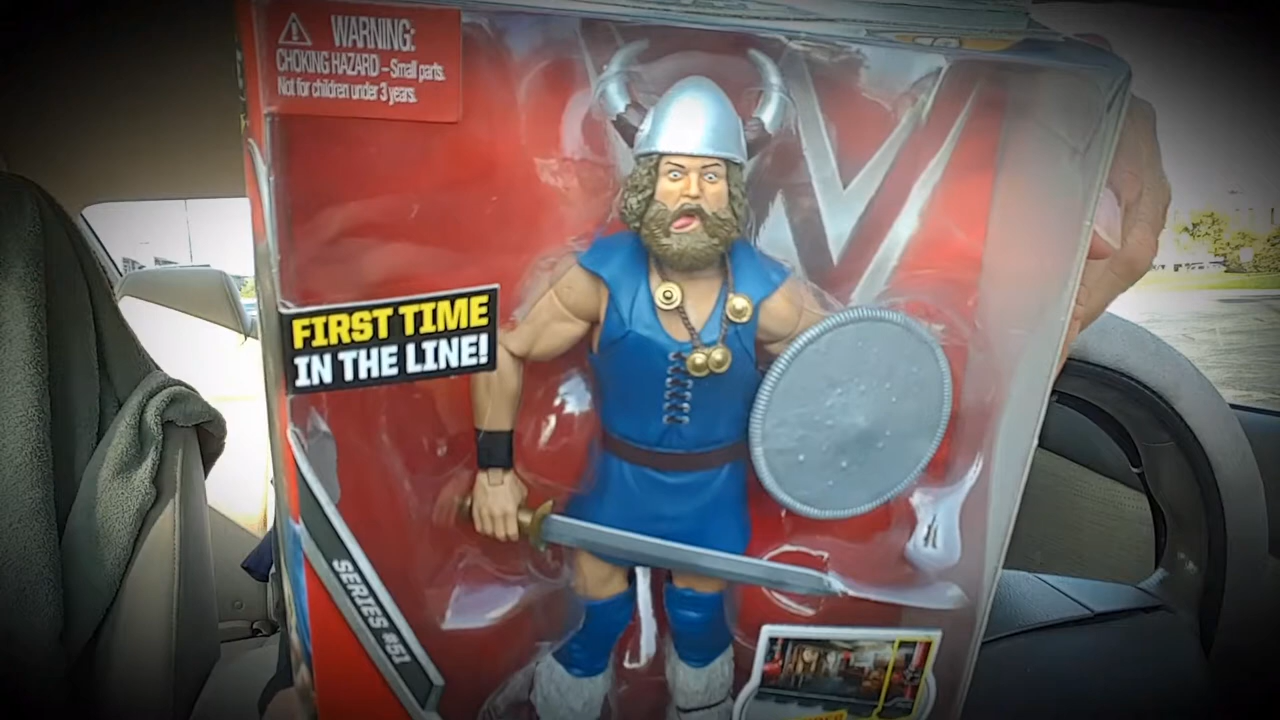 WARNING:
CHOKING HAZARD – Small parts.
Not for children under 3 years.
FIRST TIME
IN THE LINE!
SERIES #51